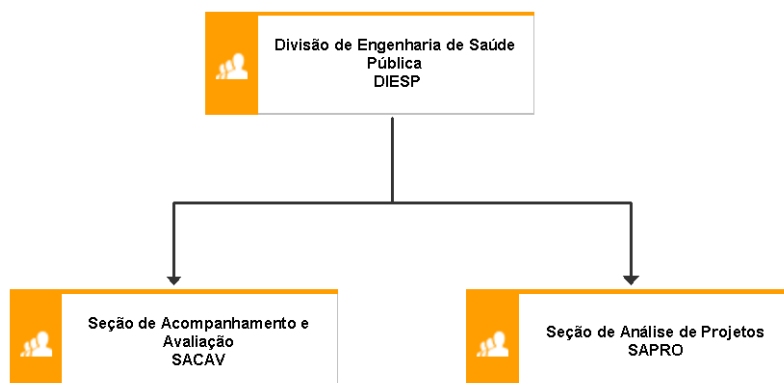 Divisão de Engenharia de Saúde
Pública
DIESP
Seção de Acompanhamento e
Avaliação
SACAV
Seção de Análise de Projetos
SAPRO